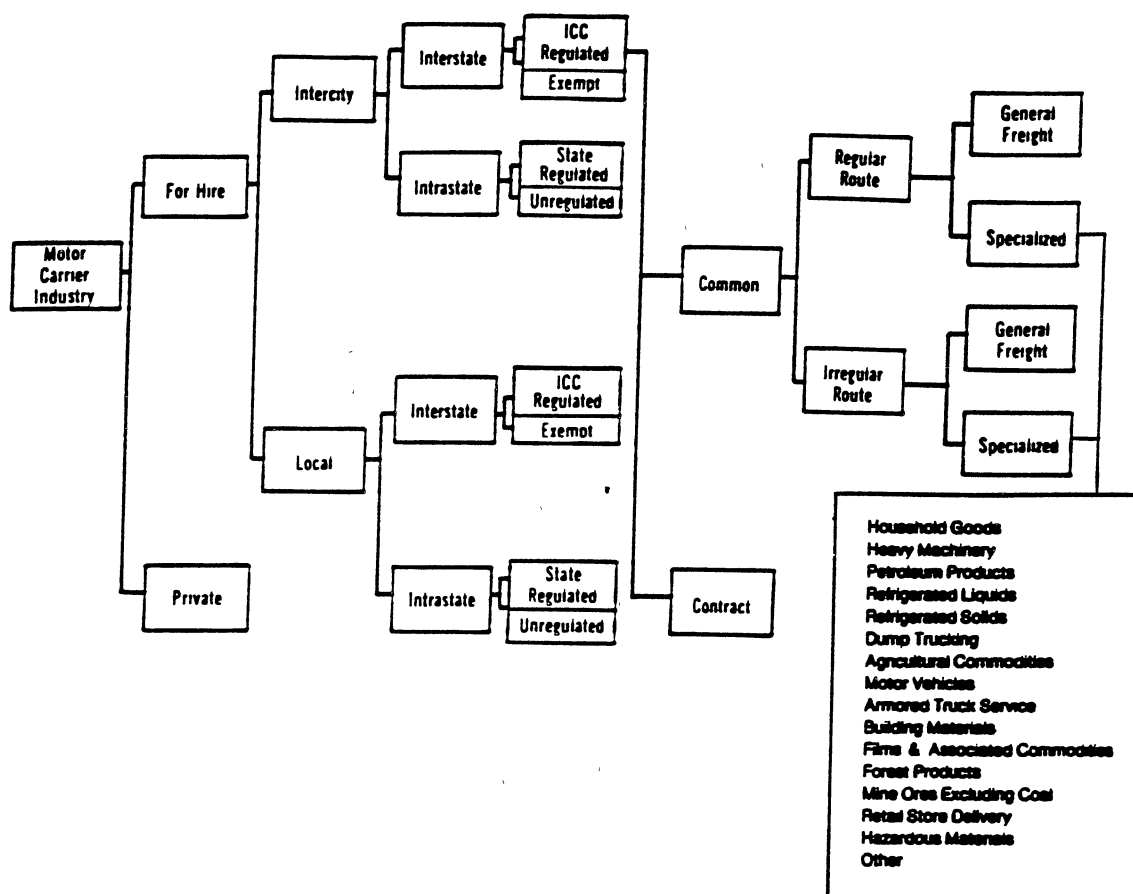 Motor
Carrier
Industry
For Hire
Private
Intercity
Local
Interstate
ICC
Regulated
Exempt
Intrastate
State
Regulated
Unregulated
Interstate
ICC
Regulated
Exempt
Intrastate
State
Regulated
Unregulated
Common
Contract
Regular
Route
Irregular
Route
General
Freight
Specialized
General
Freight
Specialized
Household Goods
Heavy Machinery
Petroleum Products
Refrigerated Liquids
Refrigerated Solids
Dump Trucking
Agricultural Commodities
Motor Vehicles
Armored Truck Service
Building Materials
Films & Associated Commodities
Forest Products
Mine Ores Excluding Coal
Retail Store Delivery
Hazardous Materials
Other